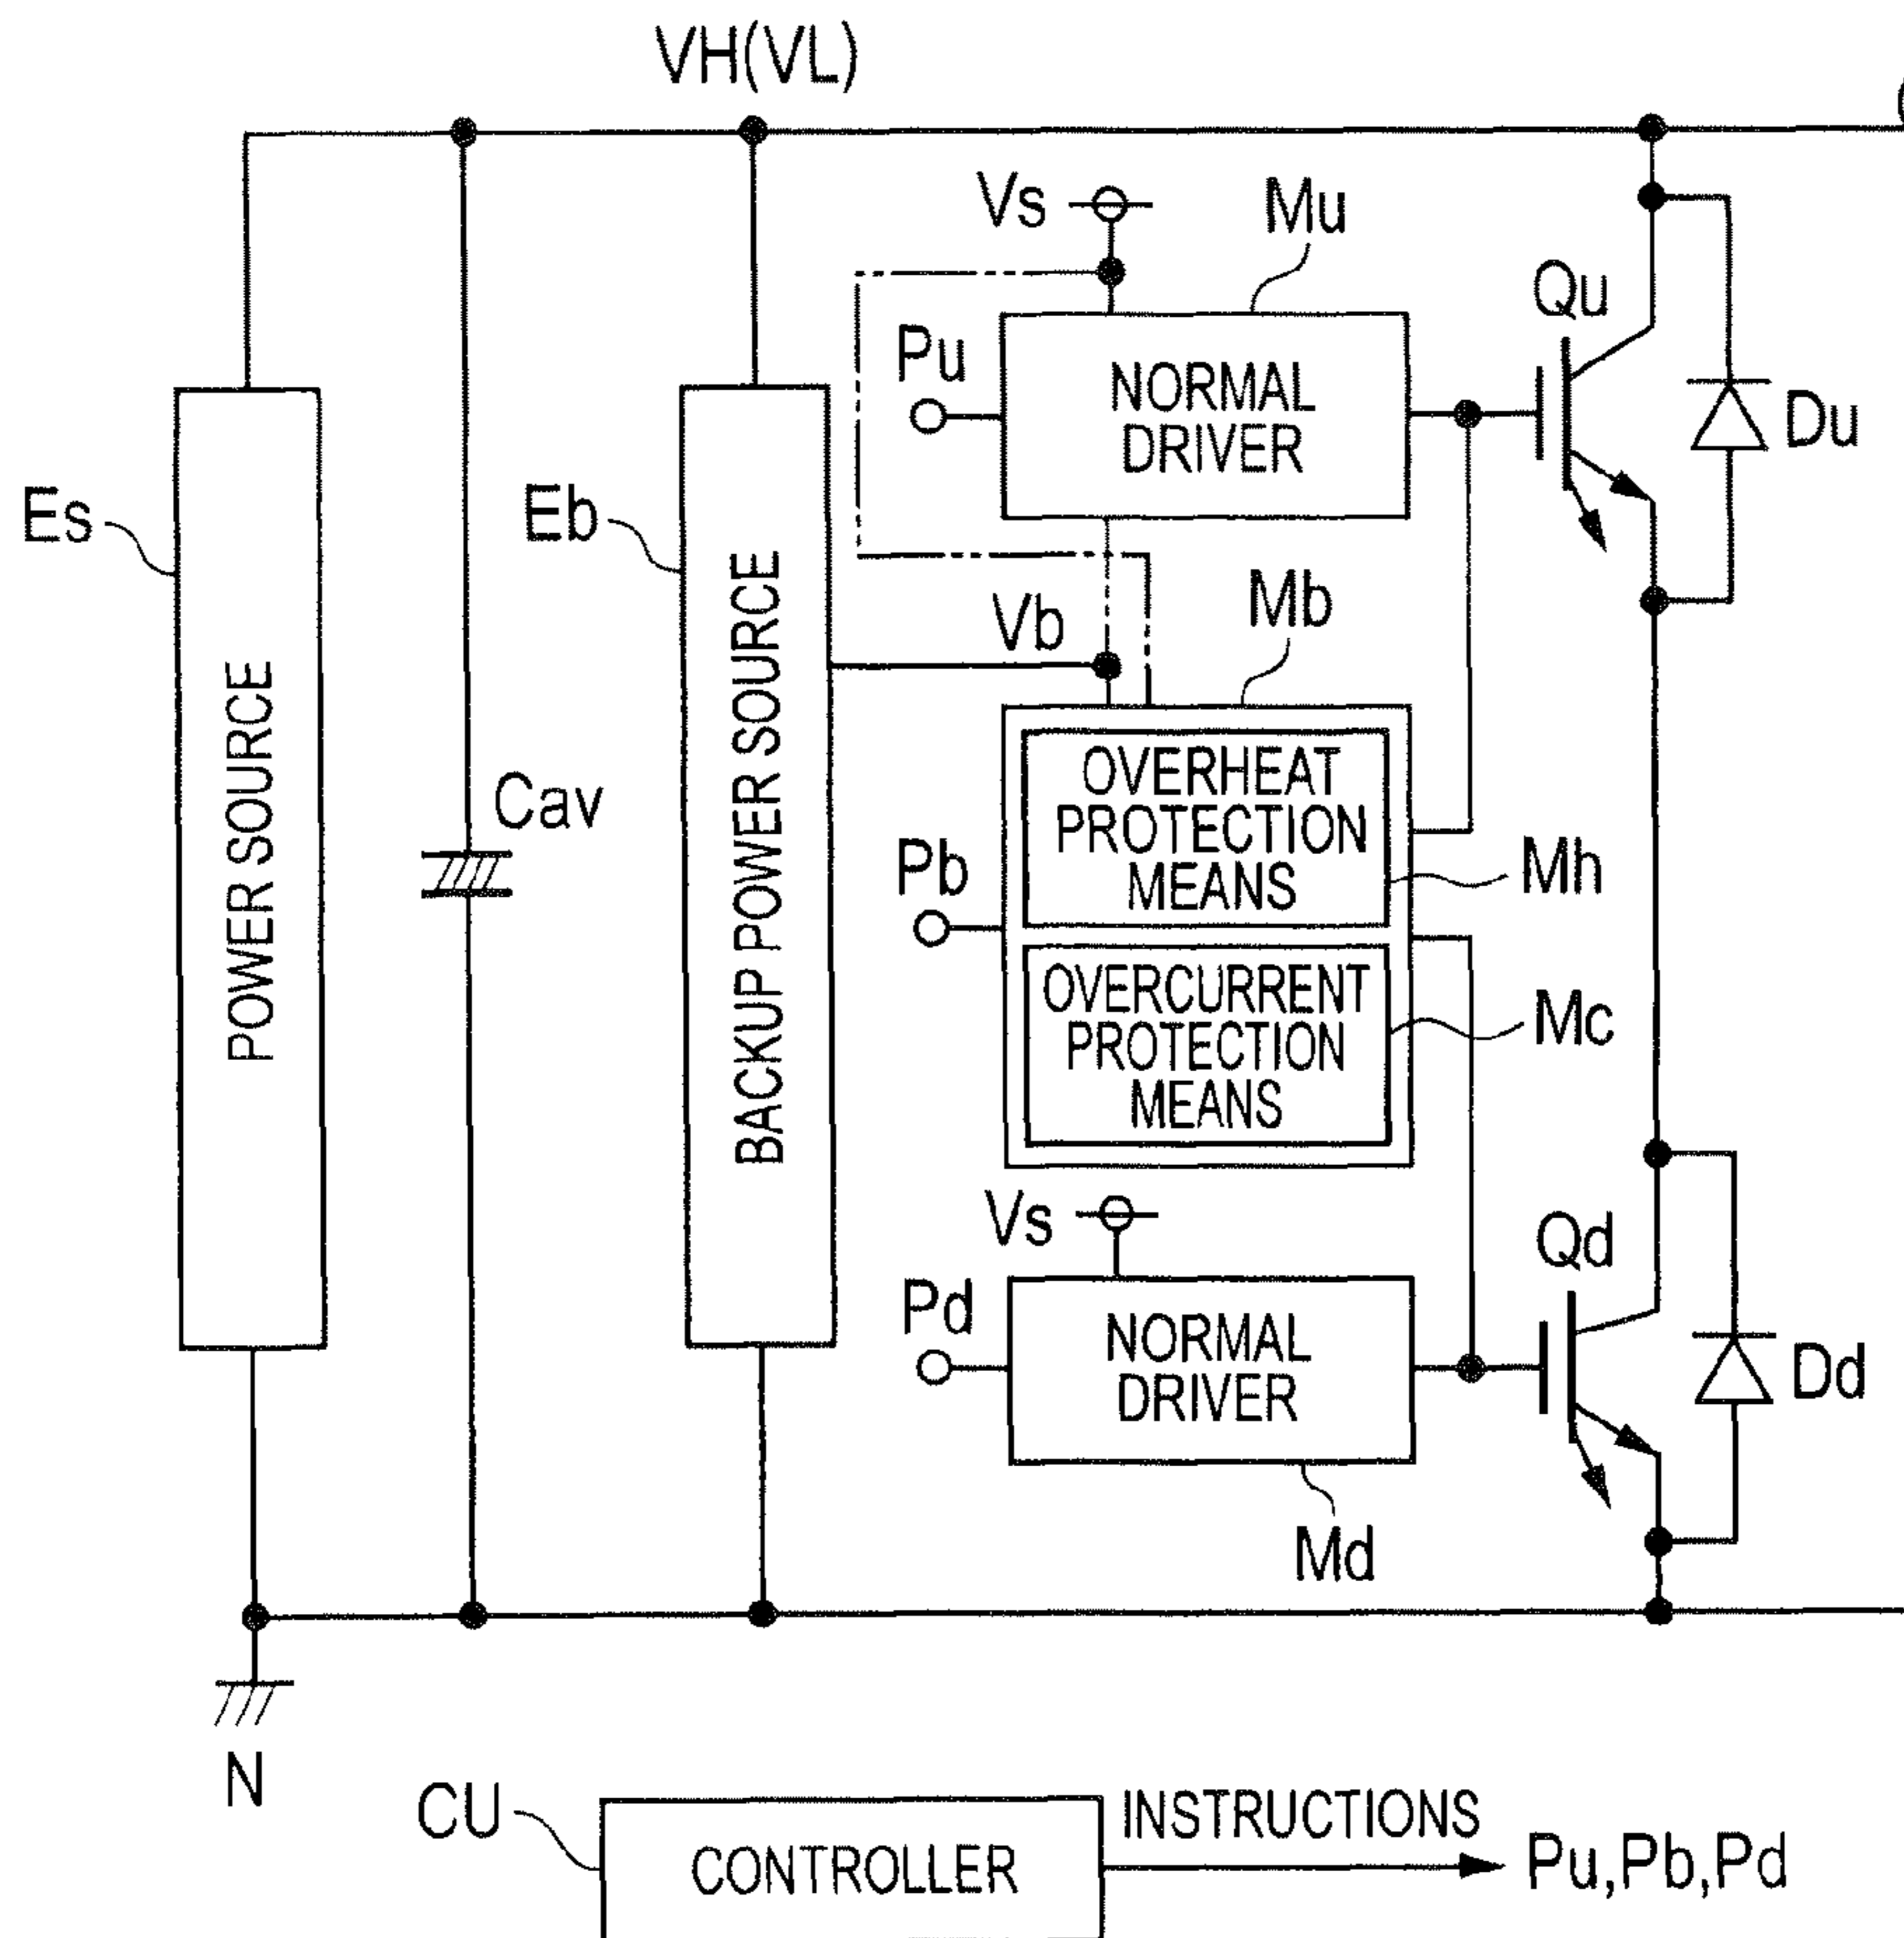 VH(VL)
Vs
Mu
Qu
Pu
NORMAL
DRIVER
Du
Es
Eb
POWER SOURCE
Cav
BACKUP POWER SOURCE
Vb
Mb
OVERHEAT
PROTECTION
MEANS
Mh
Pb
OVERCURRENT
PROTECTION
MEANS
Mc
Vs
Qd
Pd
NORMAL
DRIVER
Dd
Md
N
CU
CONTROLLER
INSTRUCTIONS
Pu,Pb,Pd